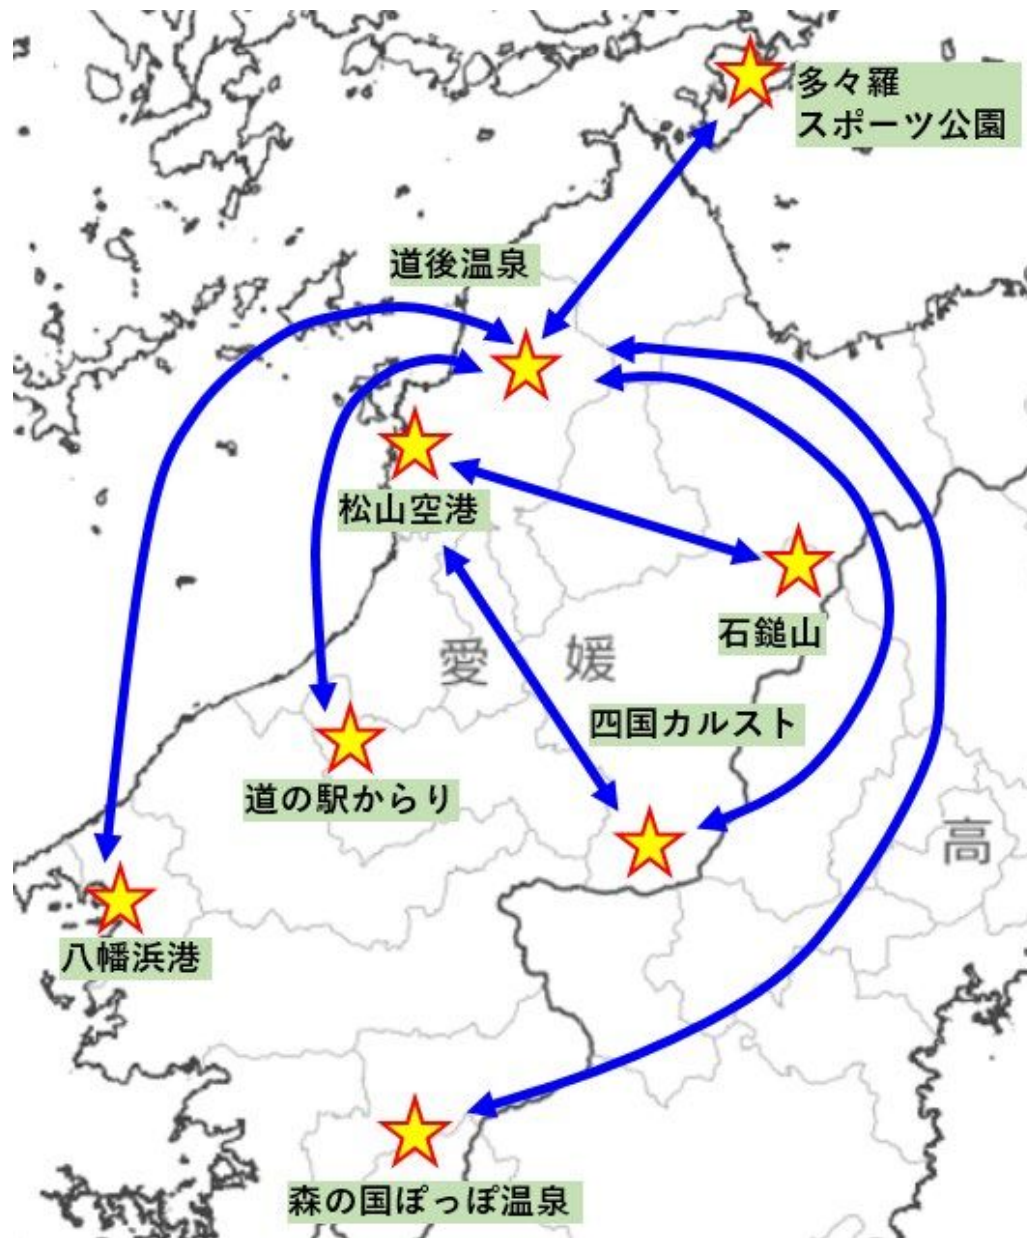 多々羅
スポーツ公園
道後温泉
松山空港
石鎚山
愛媛
四国カルスト
道の駅からり
高
八幡浜港
森の国ぽっぽ温泉